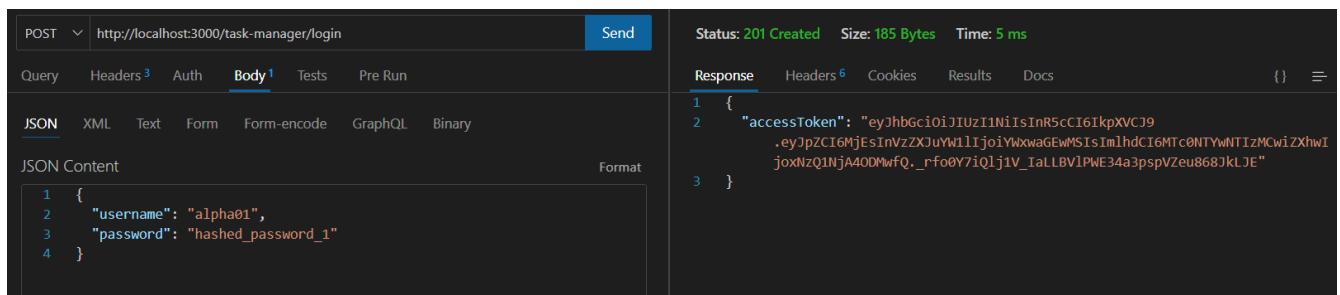 POST http://localhost:3000/task-manager/login Send
Query Headers 3 Auth Body 1 Tests Pre Run
JSON XML Text Form Form-encode GraphQL Binary
JSON Content Format
1 {
2 "username": "alpha01",
3 "password": "hashed_password_1"
4 }
Status: 201 Created Size: 185 Bytes Time: 5 ms
Response Headers 6 Cookies Results Docs {}
1 {
2 "accessToken": "eyJhbGciOiJIUzI1NiIsInR5cCI6IkpXVCJ9
.eyJpZCI6MjEsInVzZXJuYW1lIjoiYWxwaGEwMSIsImlhdCI6MTc0NTYwNTIzMCwiZXhwI
joxNzQ1NjA4ODMwfQ._rfo0Y7iQlj1V_IaLLBVlPWE34a3pspVZeu868JkLJE"
3 }